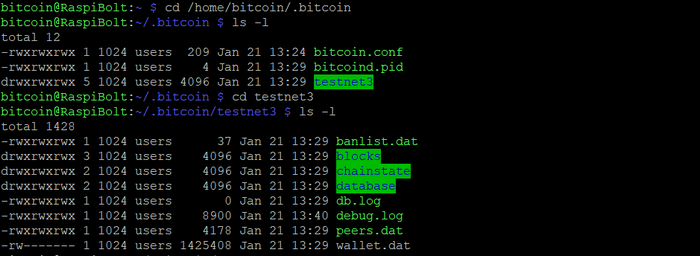 bitcoin@RaspiBolt:~ $ cd /home/bitcoin/.bitcoin
bitcoin@RaspiBolt:~/.bitcoin $ ls -l
total 12
-rwxrwxrwx 1 1024 users  209 Jan 21 13:24 bitcoin.conf
-rwxrwxrwx 1 1024 users    4 Jan 21 13:29 bitcoind.pid
drwxrwxrwx 5 1024 users 4096 Jan 21 13:29 testnet3
bitcoin@RaspiBolt:~/.bitcoin $ cd testnet3
bitcoin@RaspiBolt:~/.bitcoin/testnet3 $ ls -l
total 1428
-rwxrwxrwx 1 1024 users      37 Jan 21 13:29 banlist.dat
drwxrwxrwx 3 1024 users    4096 Jan 21 13:29 blocks
drwxrwxrwx 2 1024 users    4096 Jan 21 13:29 chainstate
drwxrwxrwx 2 1024 users    4096 Jan 21 13:29 database
-rwxrwxrwx 1 1024 users       0 Jan 21 13:29 db.log
-rwxrwxrwx 1 1024 users    8900 Jan 21 13:40 debug.log
-rwxrwxrwx 1 1024 users    4178 Jan 21 13:29 peers.dat
-rw------- 1 1024 users 1425408 Jan 21 13:29 wallet.dat